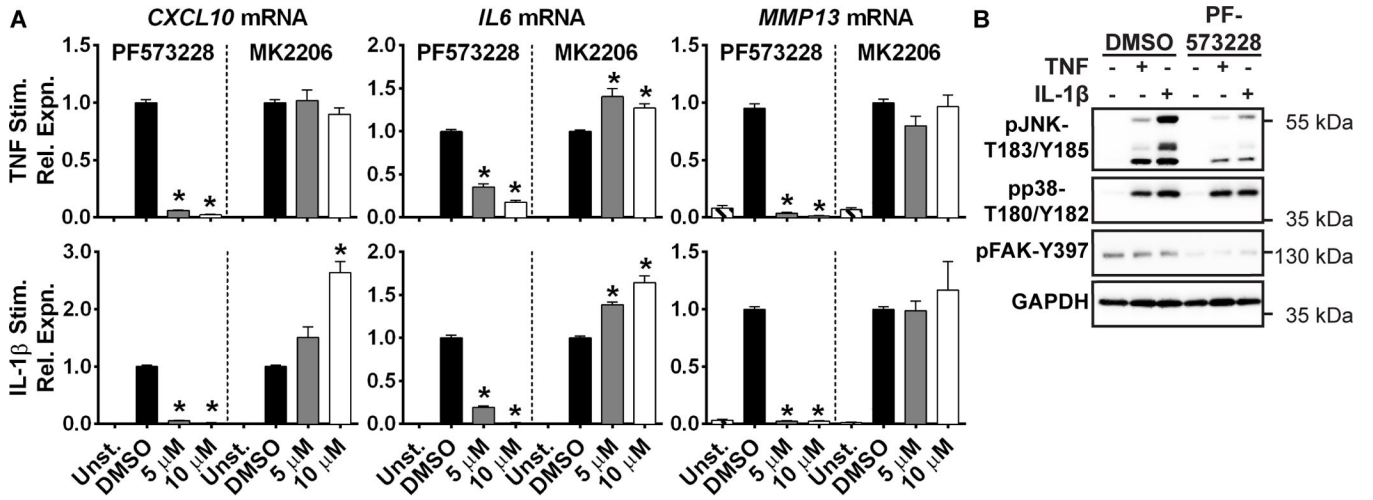 A
CXCL10 mRNA
IL6 mRNA
MMP13 mRNA
TNF Stim.
Rel. Expn.
PF573228 MK2206
1.5
1.0
0.5
0.0
* *
PF573228 MK2206
2.0
1.5
1.0
0.5
0.0
* * * *
PF573228 MK2206
1.5
1.0
0.5
0.0
* *
IL-1β Stim.
Rel. Expn.
3.0
2.0
1.0
0.0
* * *
2.0
1.5
1.0
0.5
0.0
* * * *
1.5
1.0
0.5
0.0
* *
Unst. DMSO 5 μM 10 μM Unst. DMSO 5 μM 10 μM
Unst. DMSO 5 μM 10 μM Unst. DMSO 5 μM 10 μM
Unst. DMSO 5 μM 10 μM Unst. DMSO 5 μM 10 μM
B
PF-
DMSO 573228
TNF - + - - + -
IL-1β - - + - - +
pJNK-
T183/Y185
55 kDa
pp38-
T180/Y182
35 kDa
pFAK-Y397
130 kDa
GAPDH
35 kDa